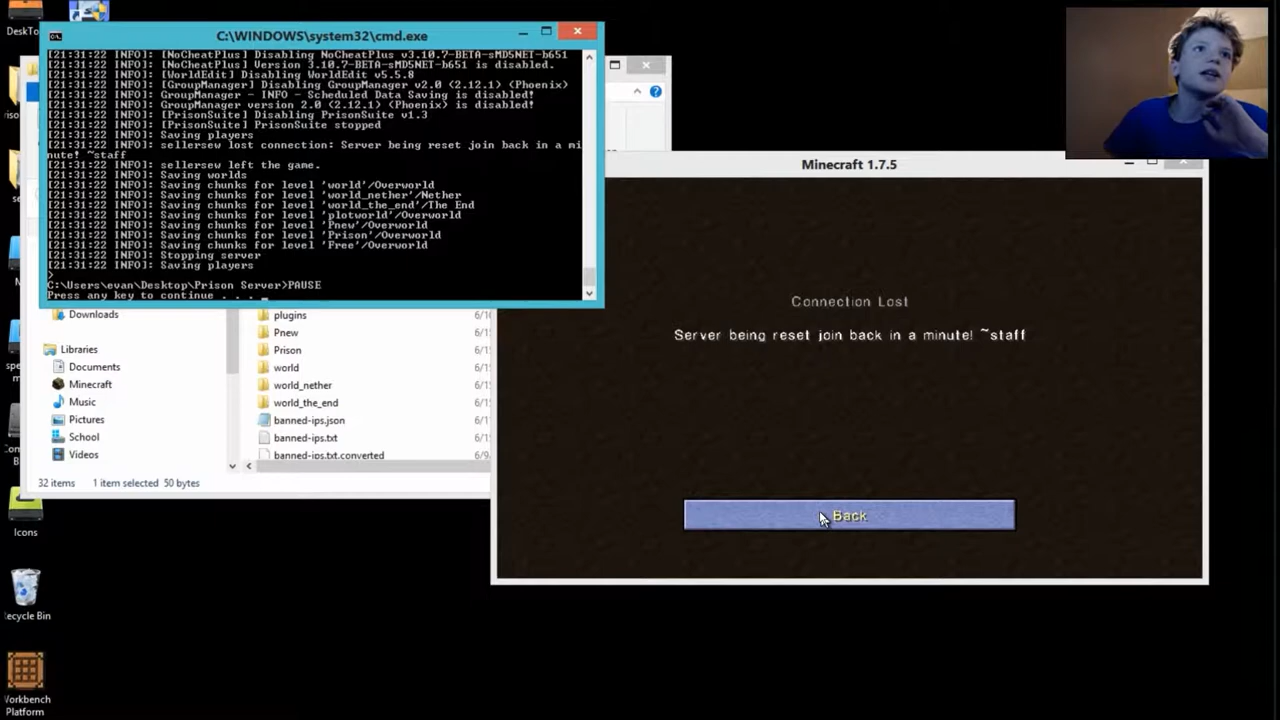 DeskTo
C:\WINDOWS\system32\cmd.exe
[21:31:22 INFO]: [NoCheatPlus] Disabling NoCheatPlus v3.10.7-BETA-sMD5NET-b651
[21:31:22 INFO]: [NoCheatPlus] Version 3.10.7-BETA-sMD5NET-b651 is disabled.
[21:31:22 INFO]: [WorldEdit] Disabling WorldEdit v5.5.8
[21:31:22 INFO]: [GroupManager] Disabling GroupManager v2.0 (2.12.1) (Phoenix)
[21:31:22 INFO]: GroupManager - INFO - Scheduled Data Saving is disabled!
[21:31:22 INFO]: GroupManager version 2.0 (2.12.1) (Phoenix) is disabled!
[21:31:22 INFO]: [PrisonSuite] Disabling PrisonSuite v1.3
[21:31:22 INFO]: [PrisonSuite] PrisonSuite stopped
[21:31:22 INFO]: Saving players
[21:31:22 INFO]: sellersew lost connection: Server being reset join back in a mi
nute! ~staff
[21:31:22 INFO]: sellersew left the game.
[21:31:22 INFO]: Saving worlds
[21:31:22 INFO]: Saving chunks for level 'world'/Overworld
[21:31:22 INFO]: Saving chunks for level 'world_nether'/Nether
[21:31:22 INFO]: Saving chunks for level 'world_the_end'/The End
[21:31:22 INFO]: Saving chunks for level 'plotworld'/Overworld
[21:31:22 INFO]: Saving chunks for level 'Pnew'/Overworld
[21:31:22 INFO]: Saving chunks for level 'Prison'/Overworld
[21:31:22 INFO]: Saving chunks for level 'Free'/Overworld
[21:31:22 INFO]: Stopping server
[21:31:22 INFO]: Saving players
>
C:\Users\evan\Desktop\Prison Server>PAUSE
Press any key to continue . . . _
Downloads
Libraries
Documents
Minecraft
Music
Pictures
School
Videos
plugins
Pnew
Prison
world
world_nether
world_the_end
banned-ips.json
banned-ips.txt
banned-ips.txt.converted
32 items 1 item selected 50 bytes
Minecraft 1.7.5
Connection Lost
Server being reset join back in a minute! ~staff
Back
Icons
Recycle Bin
Workbench
Platform